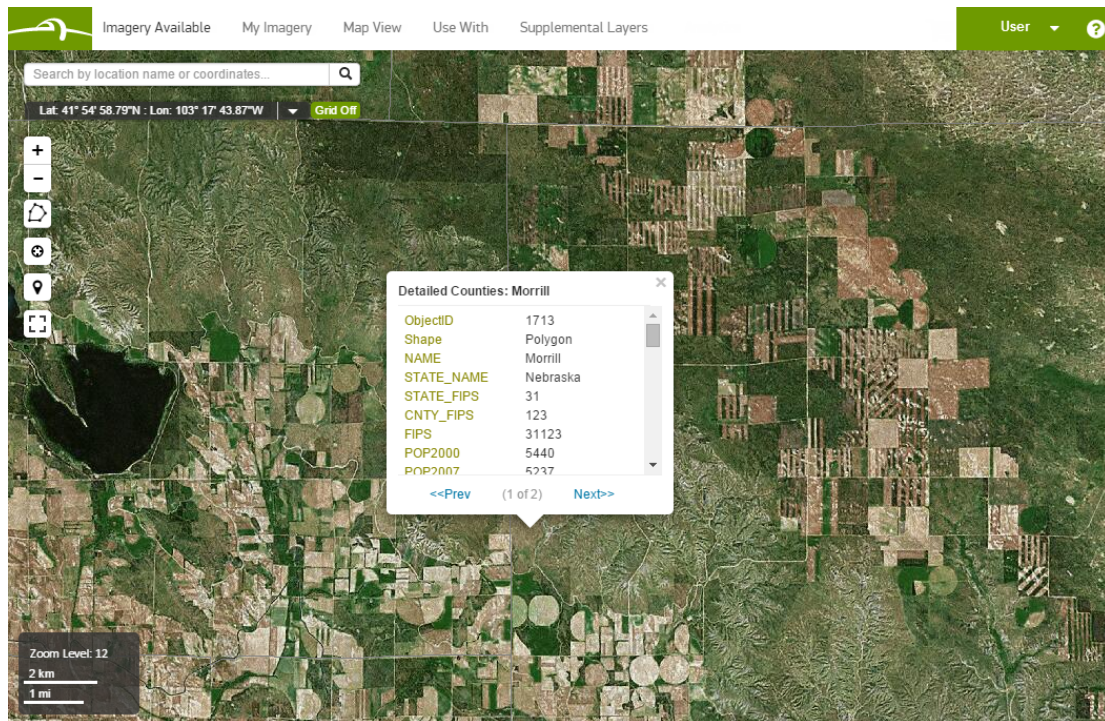 Imagery Available My Imagery Map View Use With Supplemental Layers User ?
Search by location name or coordinates...
Lat: 41° 54' 58.79"N : Lon: 103° 17' 43.87"W Grid Off
+
−
Detailed Counties: Morrill ×
ObjectID 1713
Shape Polygon
NAME Morrill
STATE_NAME Nebraska
STATE_FIPS 31
CNTY_FIPS 123
FIPS 31123
POP2000 5440
POP2007 5237
<<Prev (1 of 2) Next>>
Zoom Level: 12
2 km
1 mi